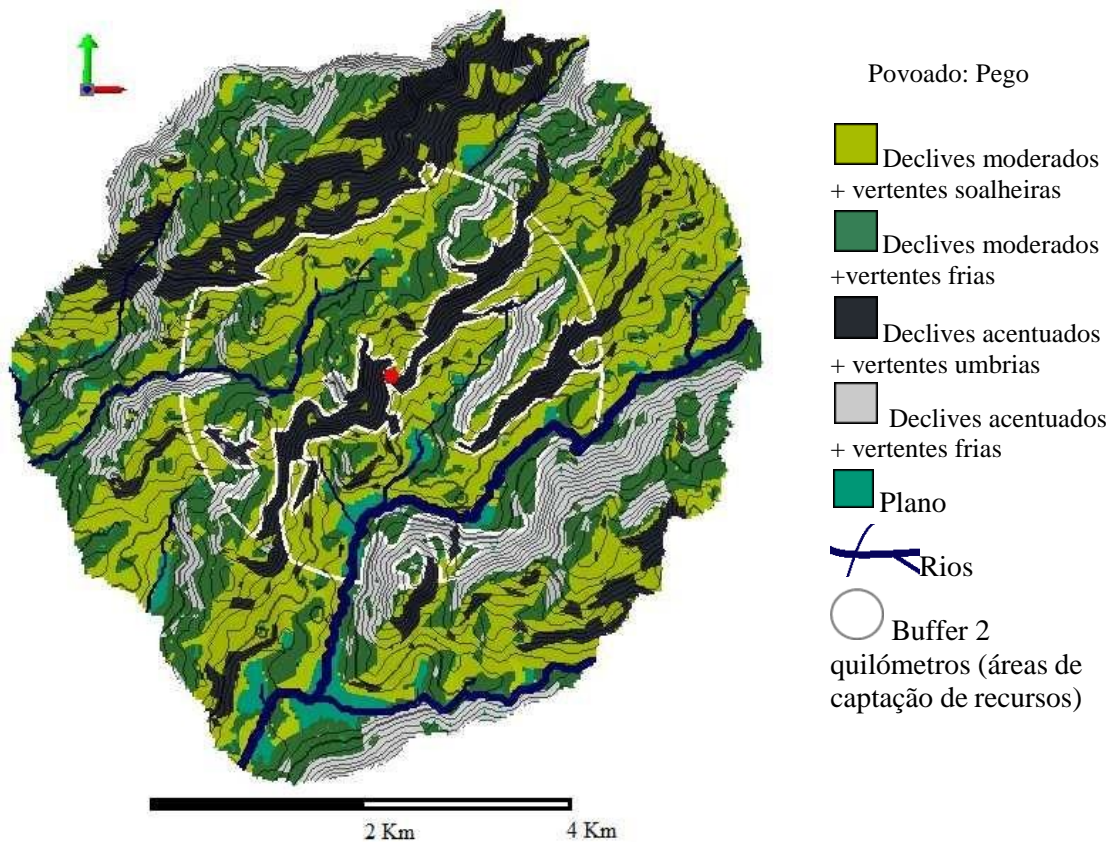 Povoado: Pego
Declives moderados
+ vertentes soalheiras
Declives moderados
+vertentes frias
Declives acentuados
+ vertentes umbrias
Declives acentuados
+ vertentes frias
Plano
Rios
Buffer 2
quilómetros (áreas de
captação de recursos)
2 Km
4 Km